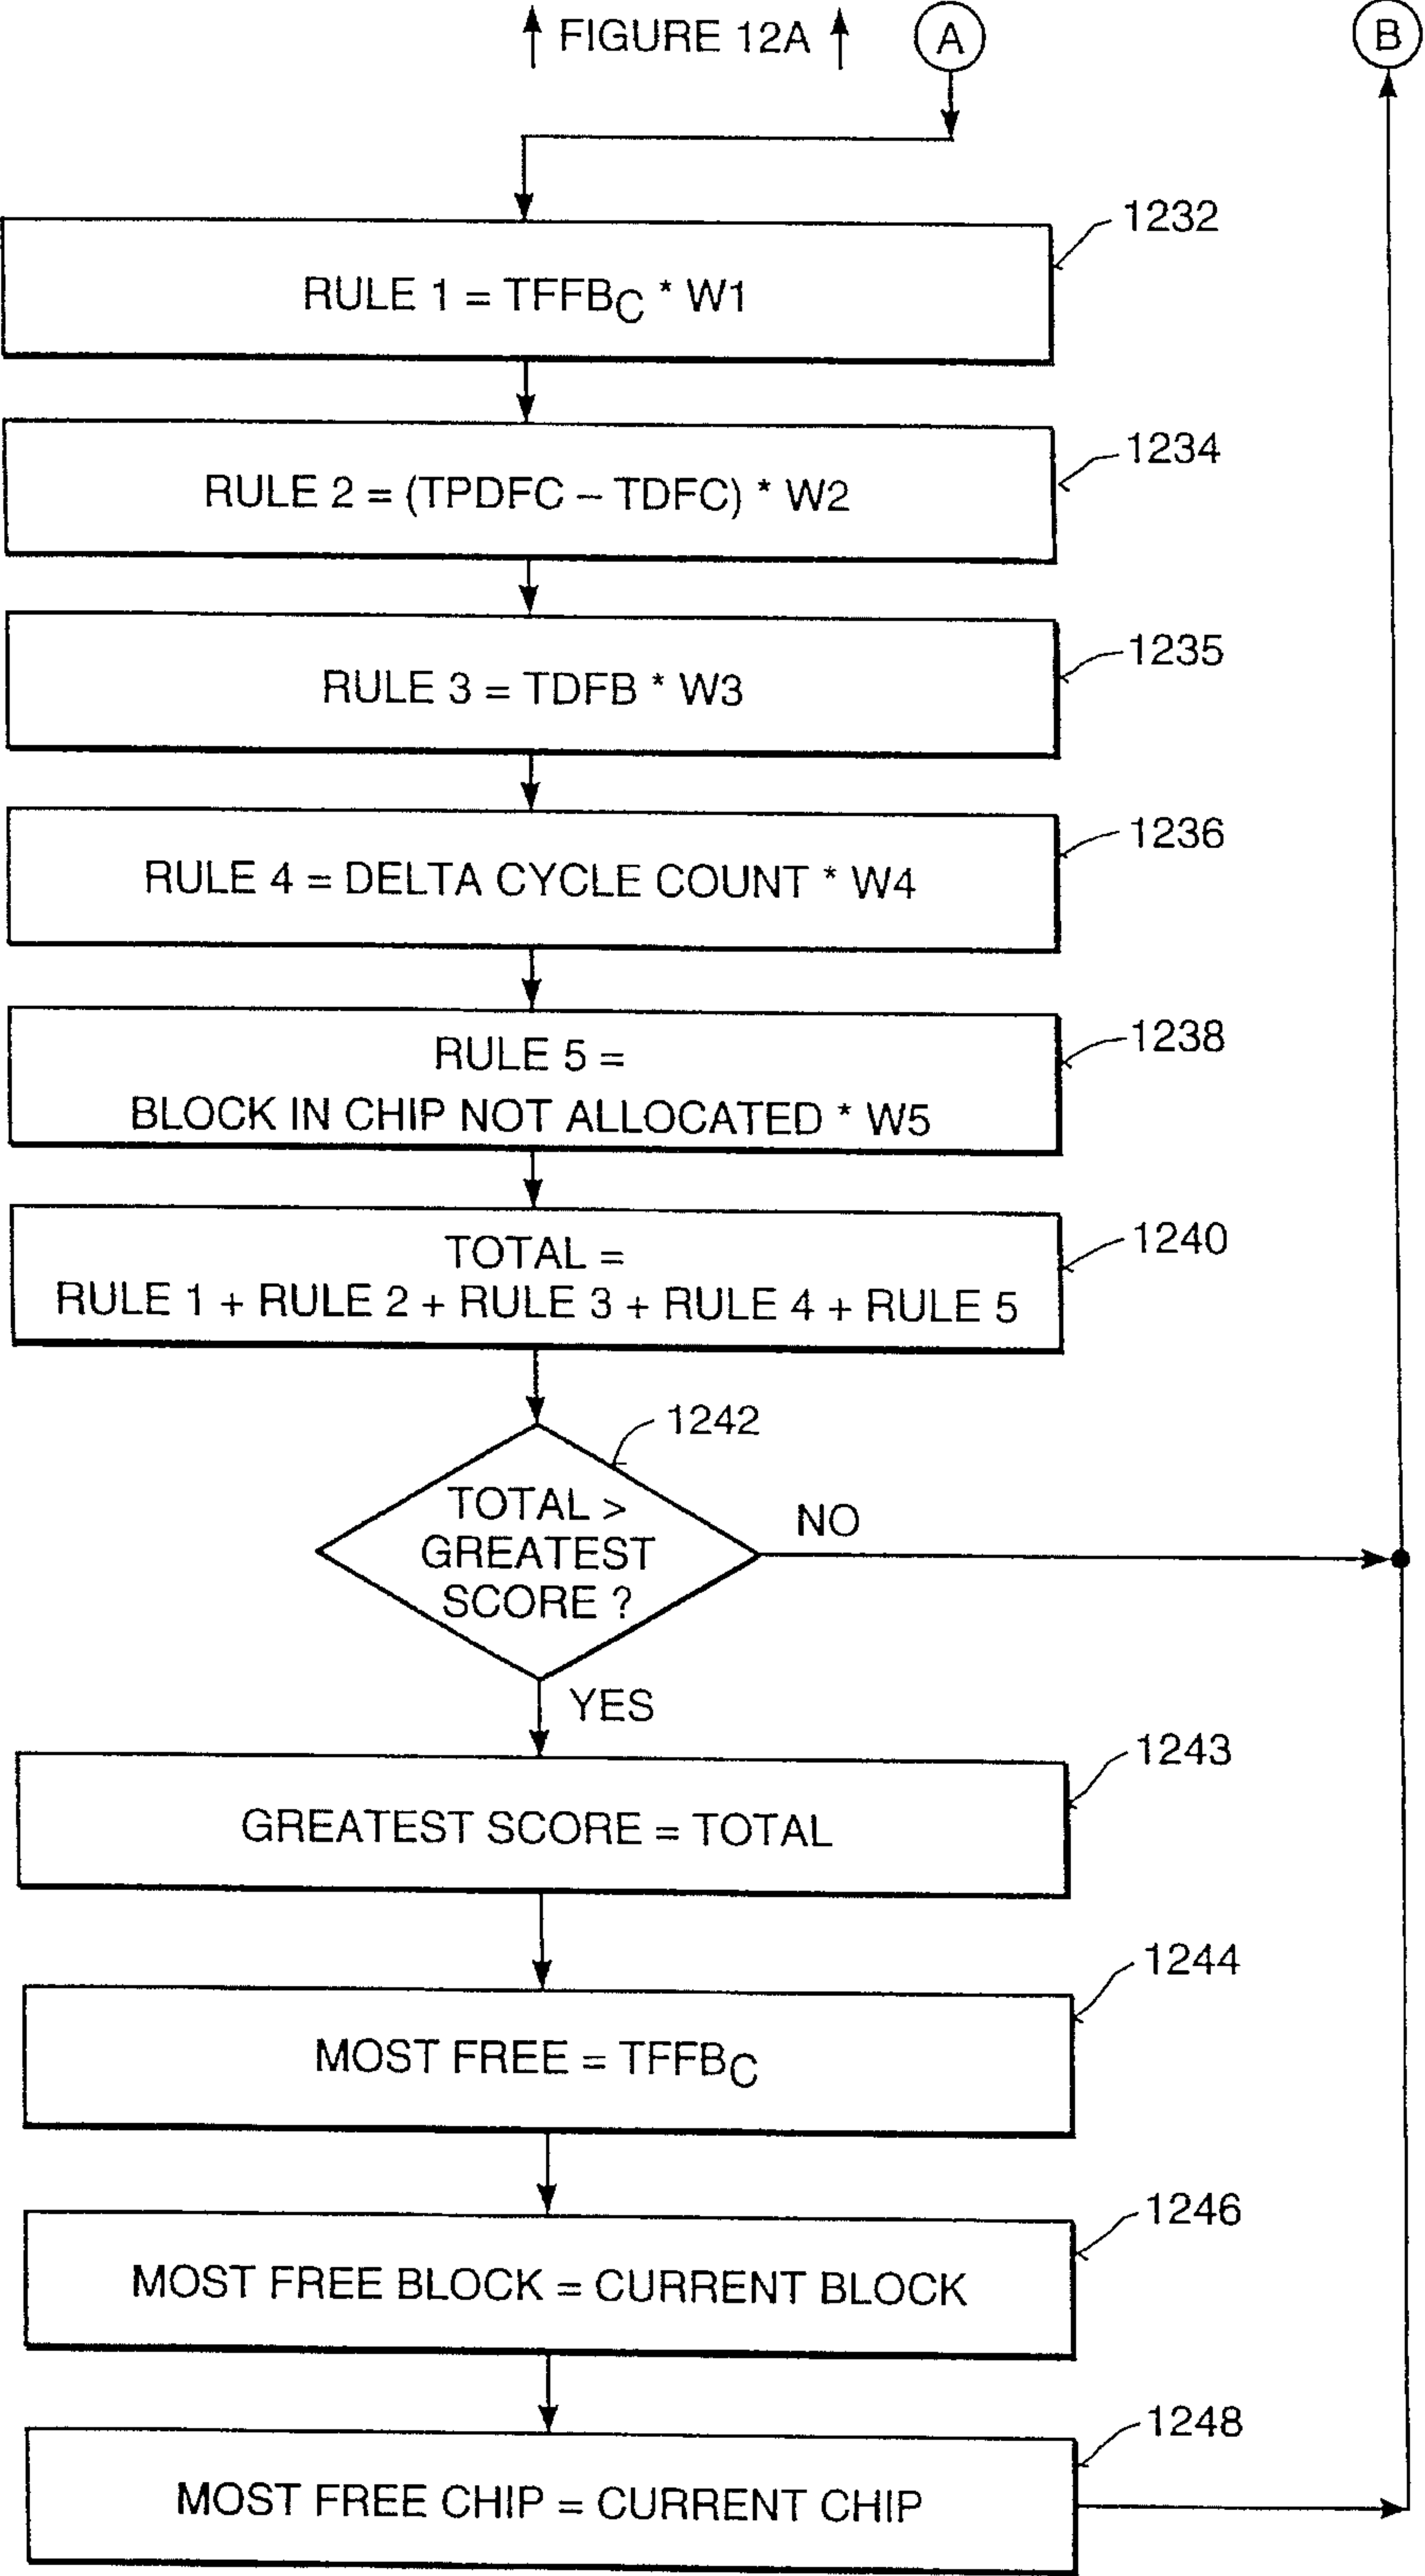 FIGURE 12A
A
B
1232
RULE 1 = TFFBC * W1
1234
RULE 2 = (TPDFC – TDFC) * W2
1235
RULE 3 = TDFB * W3
1236
RULE 4 = DELTA CYCLE COUNT * W4
1238
RULE 5 =
BLOCK IN CHIP NOT ALLOCATED * W5
1240
TOTAL =
RULE 1 + RULE 2 + RULE 3 + RULE 4 + RULE 5
1242
TOTAL >
GREATEST
SCORE ?
NO
YES
1243
GREATEST SCORE = TOTAL
1244
MOST FREE = TFFBC
1246
MOST FREE BLOCK = CURRENT BLOCK
1248
MOST FREE CHIP = CURRENT CHIP